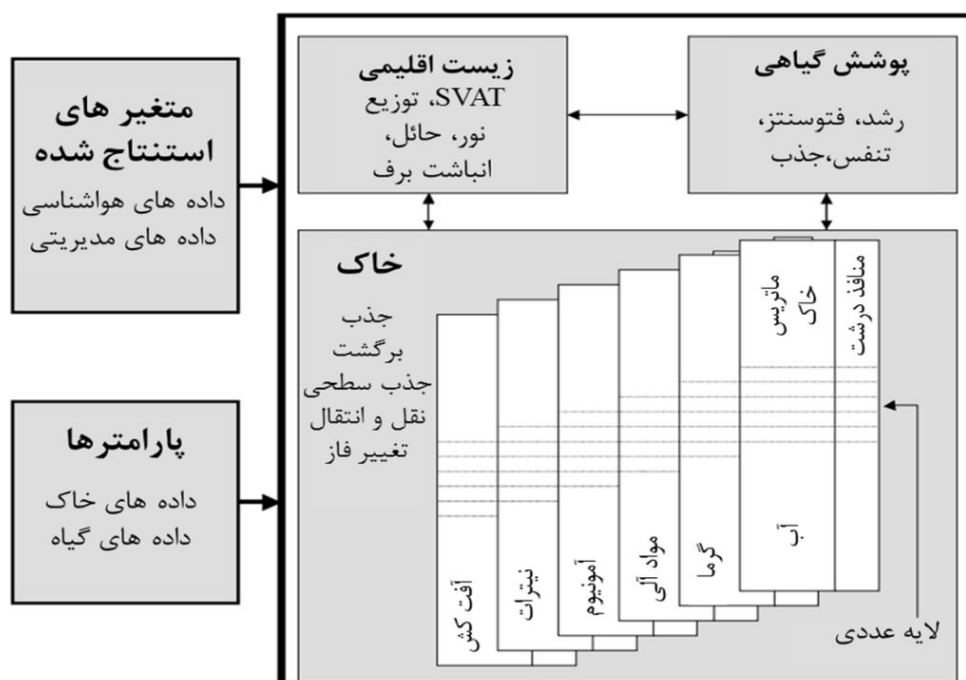 متغیر های
استنتاج شده
داده های هواشناسی
داده های مدیریتی
پارامترها
داده های خاک
داده های گیاه
زیست اقلیمی
SVAT، توزیع
نور، حائل،
انباشت برف
پوشش گیاهی
رشد، فتوسنتز،
تنفس،جذب
خاک
جذب
برگشت
جذب سطحی
نقل و انتقال
تغییر فاز
منافذ درشت
ماتریس
خاک
آب
گرما
مواد آلی
آمونیوم
نیترات
آفت کش
لایه عددی